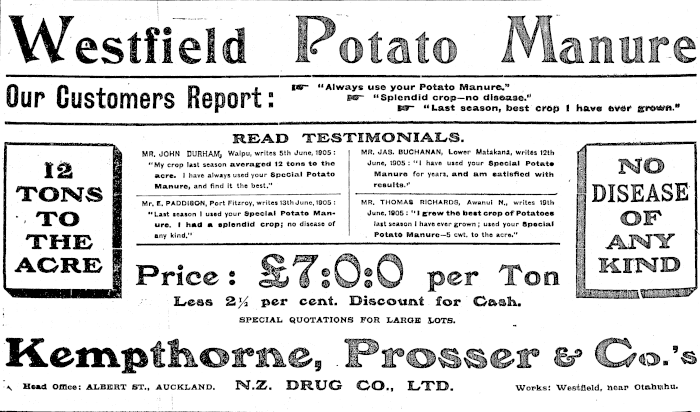 Westfield Potato Manure
Our Customers Report:
"Always use your Potato Manure."
"Splendid crop—no disease."
"Last season, best crop I have ever grown."
READ TESTIMONIALS.
12
TONS
TO
THE
ACRE
MR. JOHN DURHAM, Waipu, writes 5th June, 1905:
"My crop last season averaged 12 tons to the
acre. I have always used your Special Potato
Manure, and find it the best."
Mr. E. PADDISON, Port Fitzroy, writes 13th June, 1905:
"Last season I used your Special Potato Man-
ure. I had a splendid crop; no disease of
any kind."
MR. JAS. BUCHANAN, Lower Matakana, writes 12th
June, 1905: "I have used your Special Potato
Manure for years, and am satisfied with
results."
MR. THOMAS RICHARDS, Awanui N., writes 19th
June, 1905: "I grew the best crop of Potatoes
last season I have ever grown; used your Special
Potato Manure—5 cwt. to the acre."
NO
DISEASE
OF
ANY
KIND
Price: £7:0:0 per Ton
Less 2½ per cent. Discount for Cash.
SPECIAL QUOTATIONS FOR LARGE LOTS.
Kempthorne, Prosser & Co.'s
Head Office: ALBERT ST., AUCKLAND. N.Z. DRUG CO., LTD. Works: Westfield, near Otahuhu.